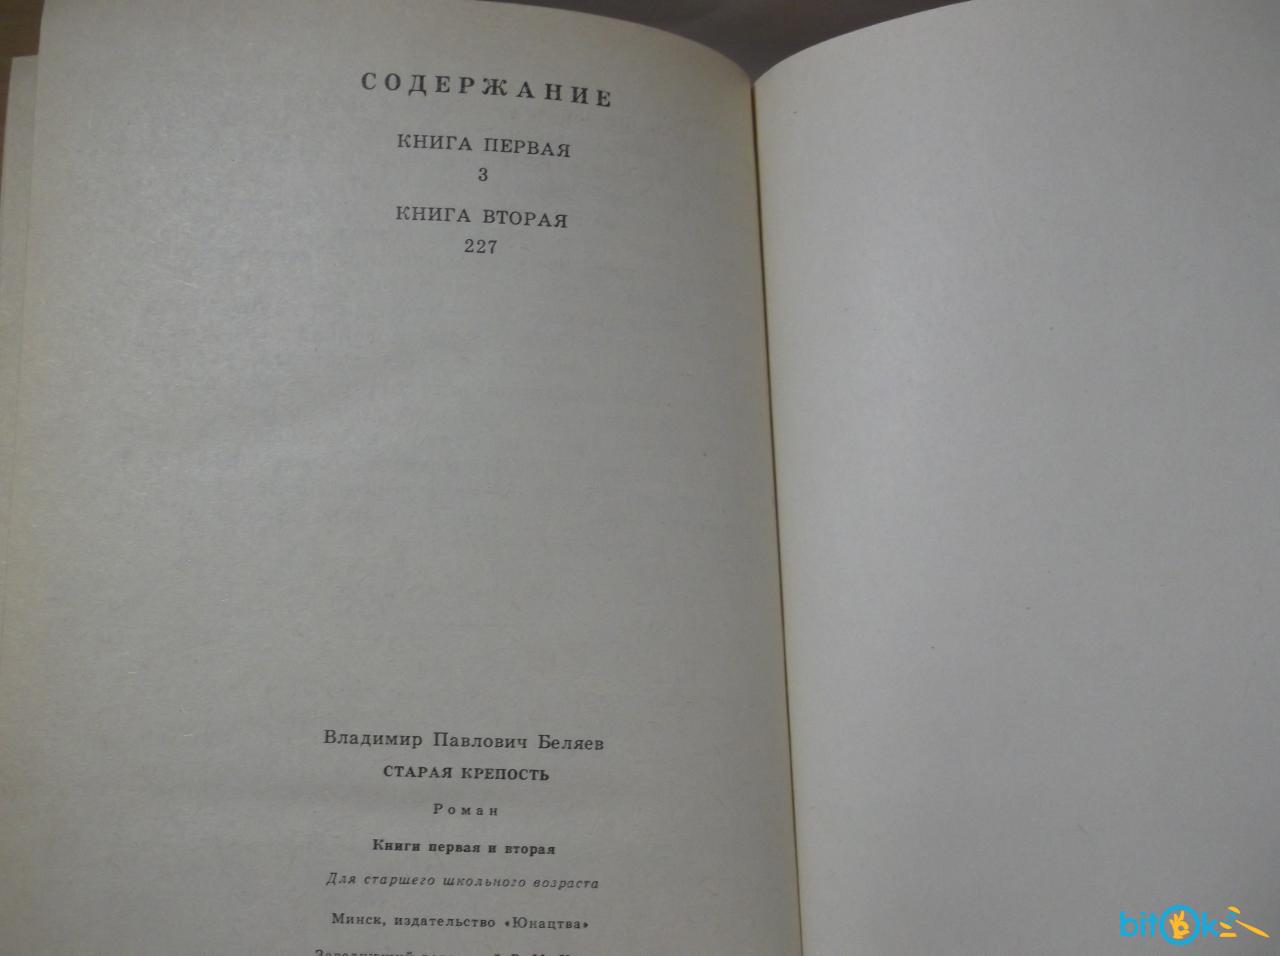 СОДЕРЖАНИЕ
КНИГА ПЕРВАЯ
3
КНИГА ВТОРАЯ
227
Владимир Павлович Беляев
СТАРАЯ КРЕПОСТЬ
Роман
Книги первая и вторая
Для старшего школьного возраста
Минск, издательство «Юнацтва»
bitOk